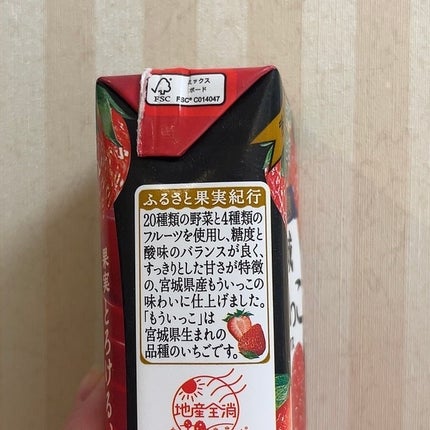 FSC
ボード
FSC® C014047
ふるさと果実紀行
20種類の野菜と4種類の
フルーツを使用し、糖度と
酸味のバランスが良く、
すっきりとした甘さが特徴
の、宮城県産もういっこの
味わいに仕上げました。
「もういっこ」は
宮城県生まれの
品種のいちごです。
地産全消